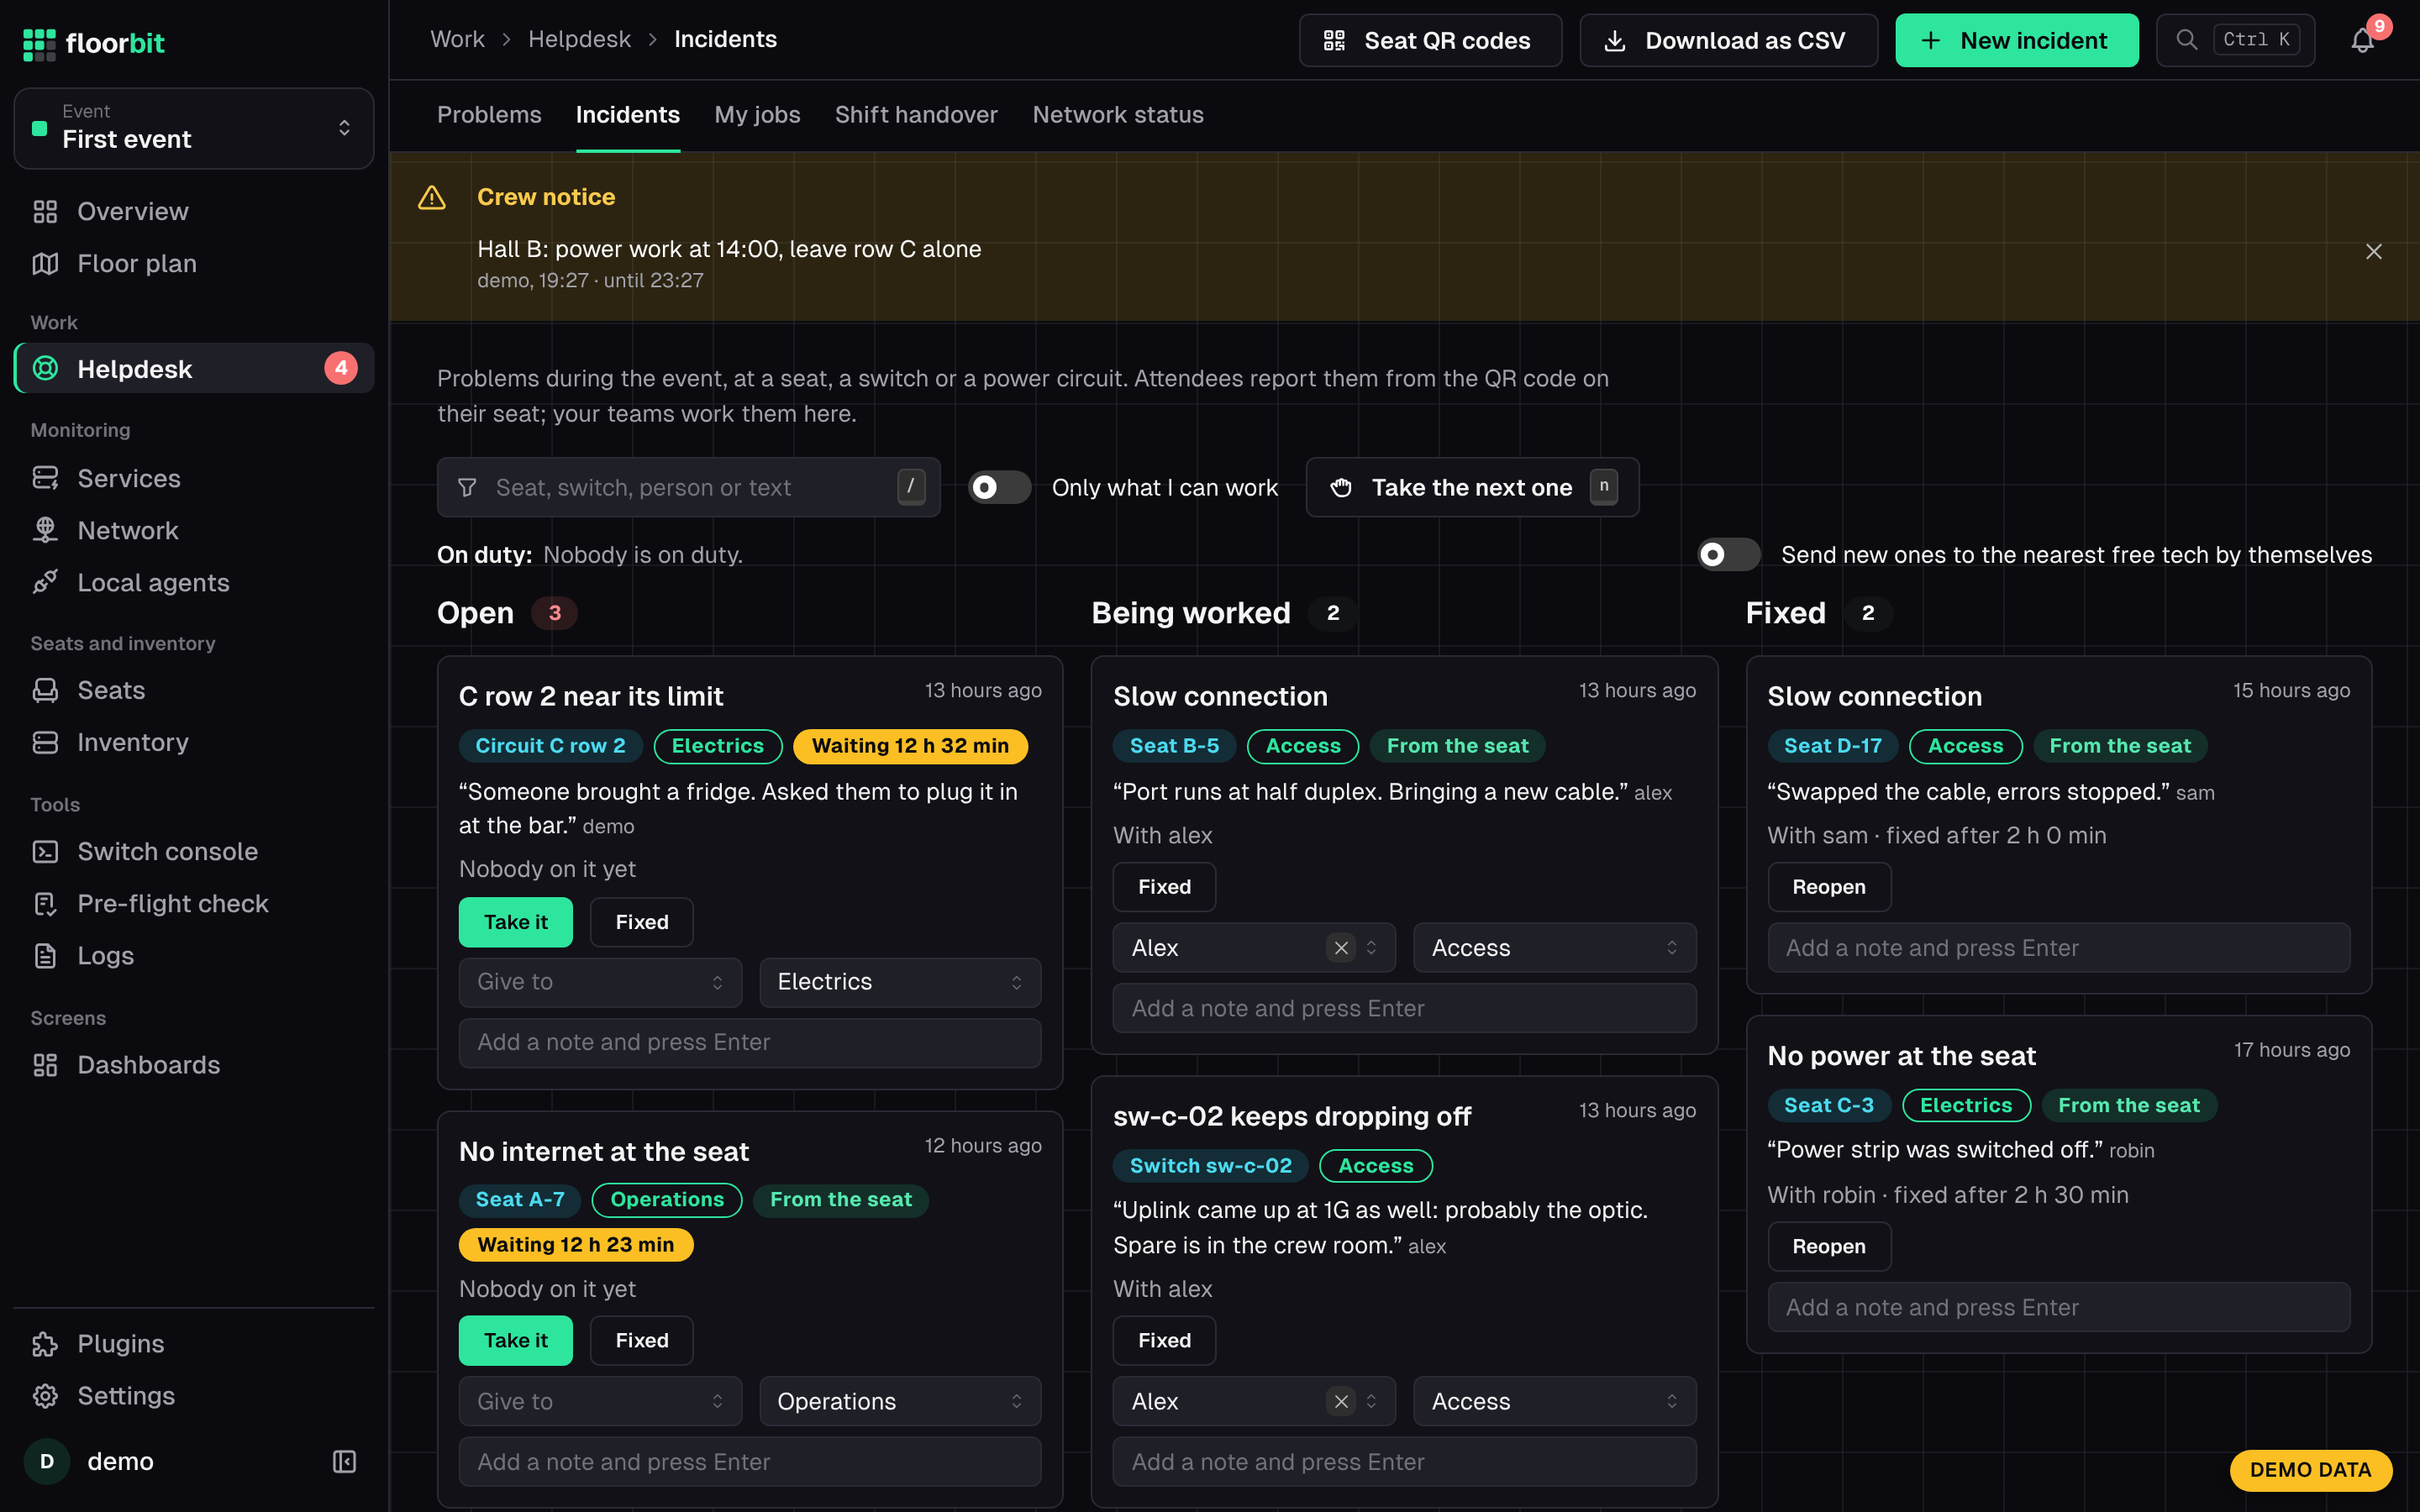 floorbit
Event
First event
Overview
Floor plan
Work
Helpdesk 4
Monitoring
Services
Network
Local agents
Seats and inventory
Seats
Inventory
Tools
Switch console
Pre-flight check
Logs
Screens
Dashboards
Plugins
Settings
D demo
Work Helpdesk Incidents
Seat QR codes
Download as CSV
New incident
Ctrl K
9
Problems Incidents My jobs Shift handover Network status
Crew notice
Hall B: power work at 14:00, leave row C alone
demo, 19:27 · until 23:27
Problems during the event, at a seat, a switch or a power circuit. Attendees report them from the QR code on
their seat; your teams work them here.
Seat, switch, person or text /
Only what I can work
Take the next one n
On duty: Nobody is on duty.
Send new ones to the nearest free tech by themselves
Open 3
C row 2 near its limit 13 hours ago
Circuit C row 2 Electrics Waiting 12 h 32 min
“Someone brought a fridge. Asked them to plug it in
at the bar.” demo
Nobody on it yet
Take it Fixed
Give to Electrics
Add a note and press Enter
No internet at the seat 12 hours ago
Seat A-7 Operations From the seat
Waiting 12 h 23 min
Nobody on it yet
Take it Fixed
Give to Operations
Add a note and press Enter
Being worked 2
Slow connection 13 hours ago
Seat B-5 Access From the seat
“Port runs at half duplex. Bringing a new cable.” alex
With alex
Fixed
Alex Access
Add a note and press Enter
sw-c-02 keeps dropping off 13 hours ago
Switch sw-c-02 Access
“Uplink came up at 1G as well: probably the optic.
Spare is in the crew room.” alex
With alex
Fixed
Alex Access
Add a note and press Enter
Fixed 2
Slow connection 15 hours ago
Seat D-17 Access From the seat
“Swapped the cable, errors stopped.” sam
With sam · fixed after 2 h 0 min
Reopen
Add a note and press Enter
No power at the seat 17 hours ago
Seat C-3 Electrics From the seat
“Power strip was switched off.” robin
With robin · fixed after 2 h 30 min
Reopen
Add a note and press Enter
DEMO DATA